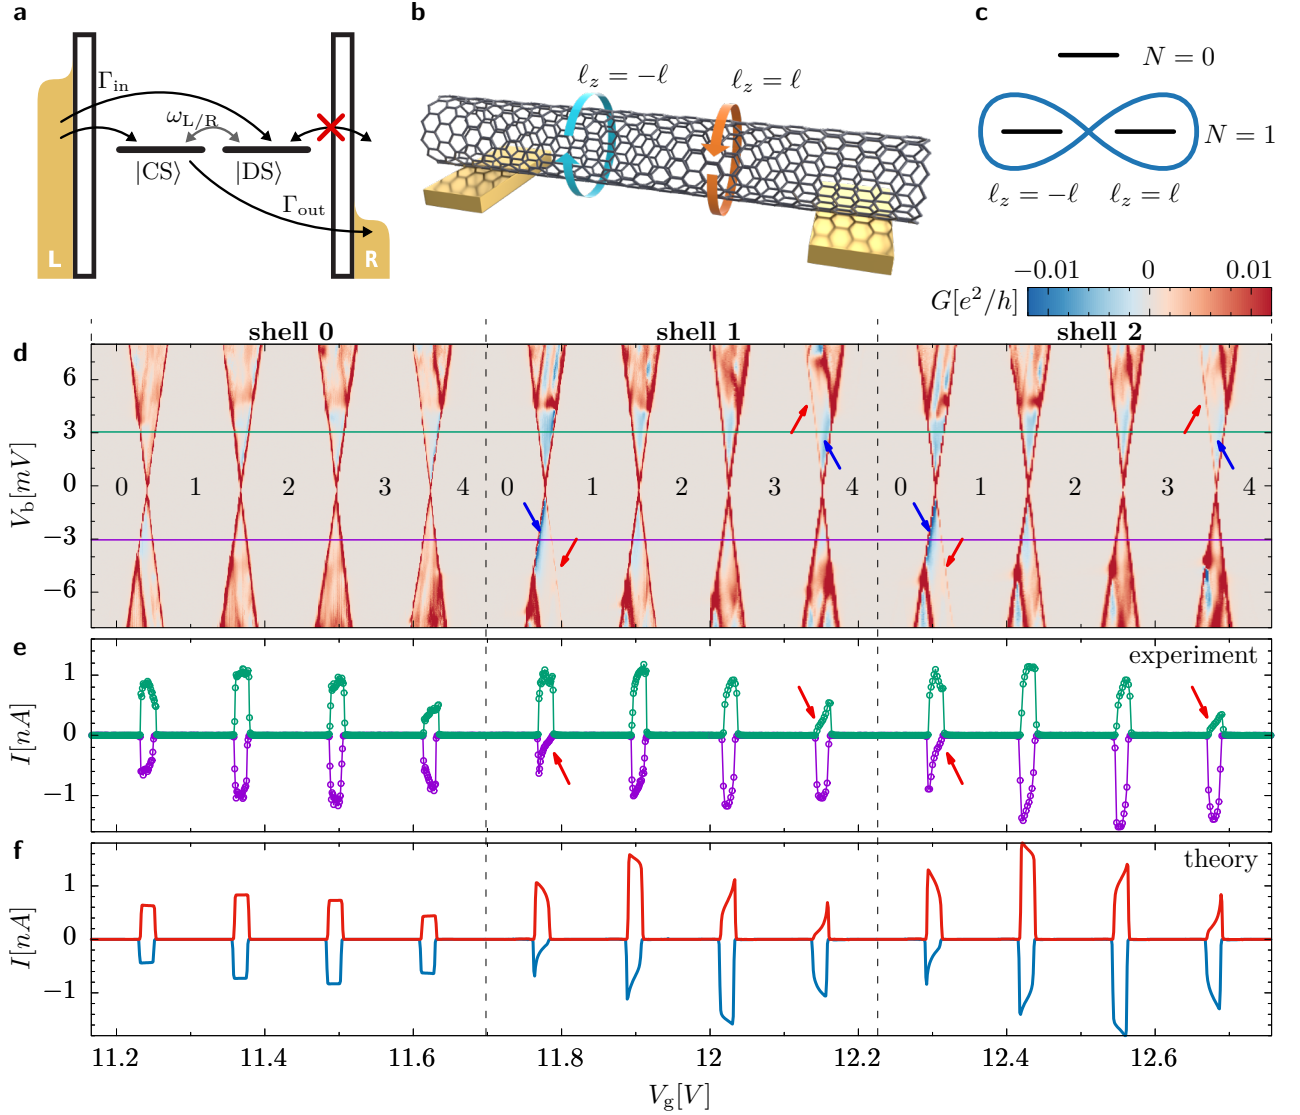 a
b
c
Γin
ωL/R
|CS⟩
|DS⟩
Γout
L
R
ℓz = −ℓ
ℓz = ℓ
N = 0
N = 1
ℓz = −ℓ
ℓz = ℓ
−0.01
0
0.01
G[e²/h]
shell 0
shell 1
shell 2
d
6
3
0
−3
−6
Vb[mV]
0
1
2
3
4
0
1
2
3
4
0
1
2
3
4
e
experiment
1
0
−1
I[nA]
f
theory
1
0
−1
I[nA]
11.2
11.4
11.6
11.8
12
12.2
12.4
12.6
Vg[V]